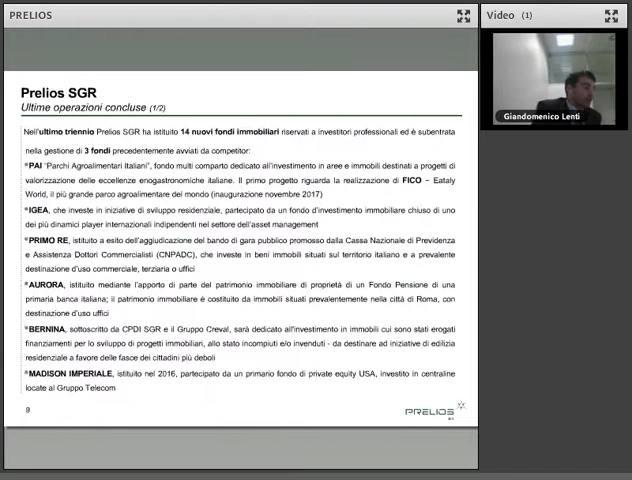 PRELIOS
Video (1)
Giandomenico Lenti
Prelios SGR
Ultime operazioni concluse (1/2)
Nell'ultimo triennio Prelios SGR ha istituito 14 nuovi fondi immobiliari riservati a investitori professionali ed è subentrata
nella gestione di 3 fondi precedentemente avviati da competitor:
PAI "Parchi Agroalimentari Italiani", fondo multi comparto dedicato all'investimento in aree e immobili destinati a progetti di
valorizzazione delle eccellenze enogastronomiche italiane. Il primo progetto riguarda la realizzazione di FICO – Eataly
World, il più grande parco agroalimentare del mondo (inaugurazione novembre 2017)
IGEA, che investe in iniziative di sviluppo residenziale, partecipato da un fondo d'investimento immobiliare chiuso di uno
dei più dinamici player internazionali indipendenti nel settore dell'asset management
PRIMO RE, istituito a esito dell'aggiudicazione del bando di gara pubblico promosso dalla Cassa Nazionale di Previdenza
e Assistenza Dottori Commercialisti (CNPADC), che investe in beni immobili situati sul territorio italiano e a prevalente
destinazione d'uso commerciale, terziaria o uffici
AURORA, istituito mediante l'apporto di parte del patrimonio immobiliare di proprietà di un Fondo Pensione di una
primaria banca italiana; il patrimonio immobiliare è costituito da immobili situati prevalentemente nella città di Roma, con
destinazione d'uso uffici
BERNINA, sottoscritto da CPDI SGR e il Gruppo Creval, sarà dedicato all'investimento in immobili cui sono stati erogati
finanziamenti per lo sviluppo di progetti immobiliari, allo stato incompiuti e/o invenduti - da destinare ad iniziative di edilizia
residenziale a favore delle fasce dei cittadini più deboli
MADISON IMPERIALE, istituito nel 2016, partecipato da un primario fondo di private equity USA, investito in centraline
locate al Gruppo Telecom
9
PRELIOS